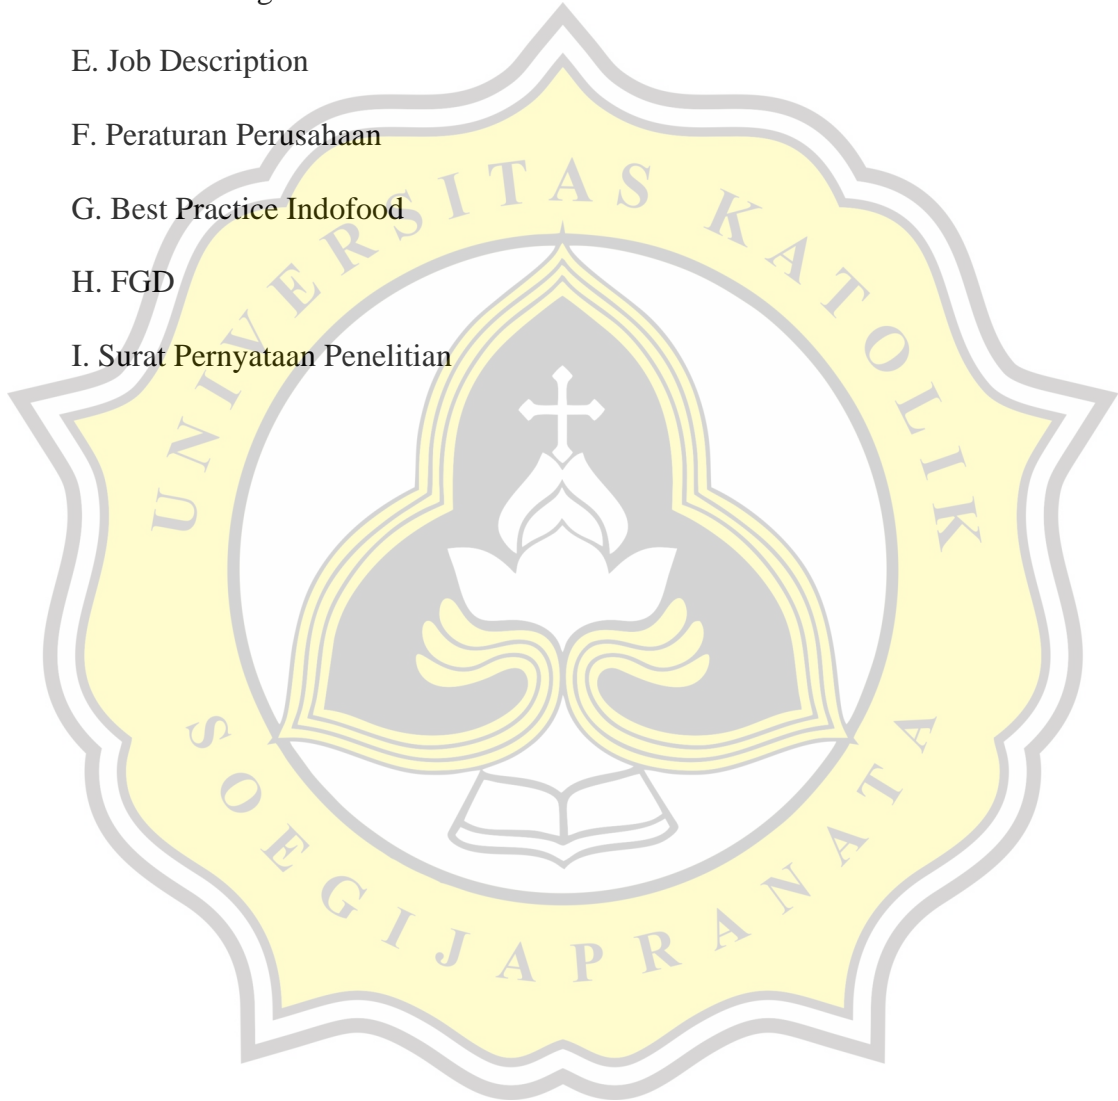 E. Job Description
F. Peraturan Perusahaan
G. Best Practice Indofood
H. FGD
I. Surat Pernyataan Penelitian
UNIVERSITAS KATOLIK
SOEGIJAPRANATA